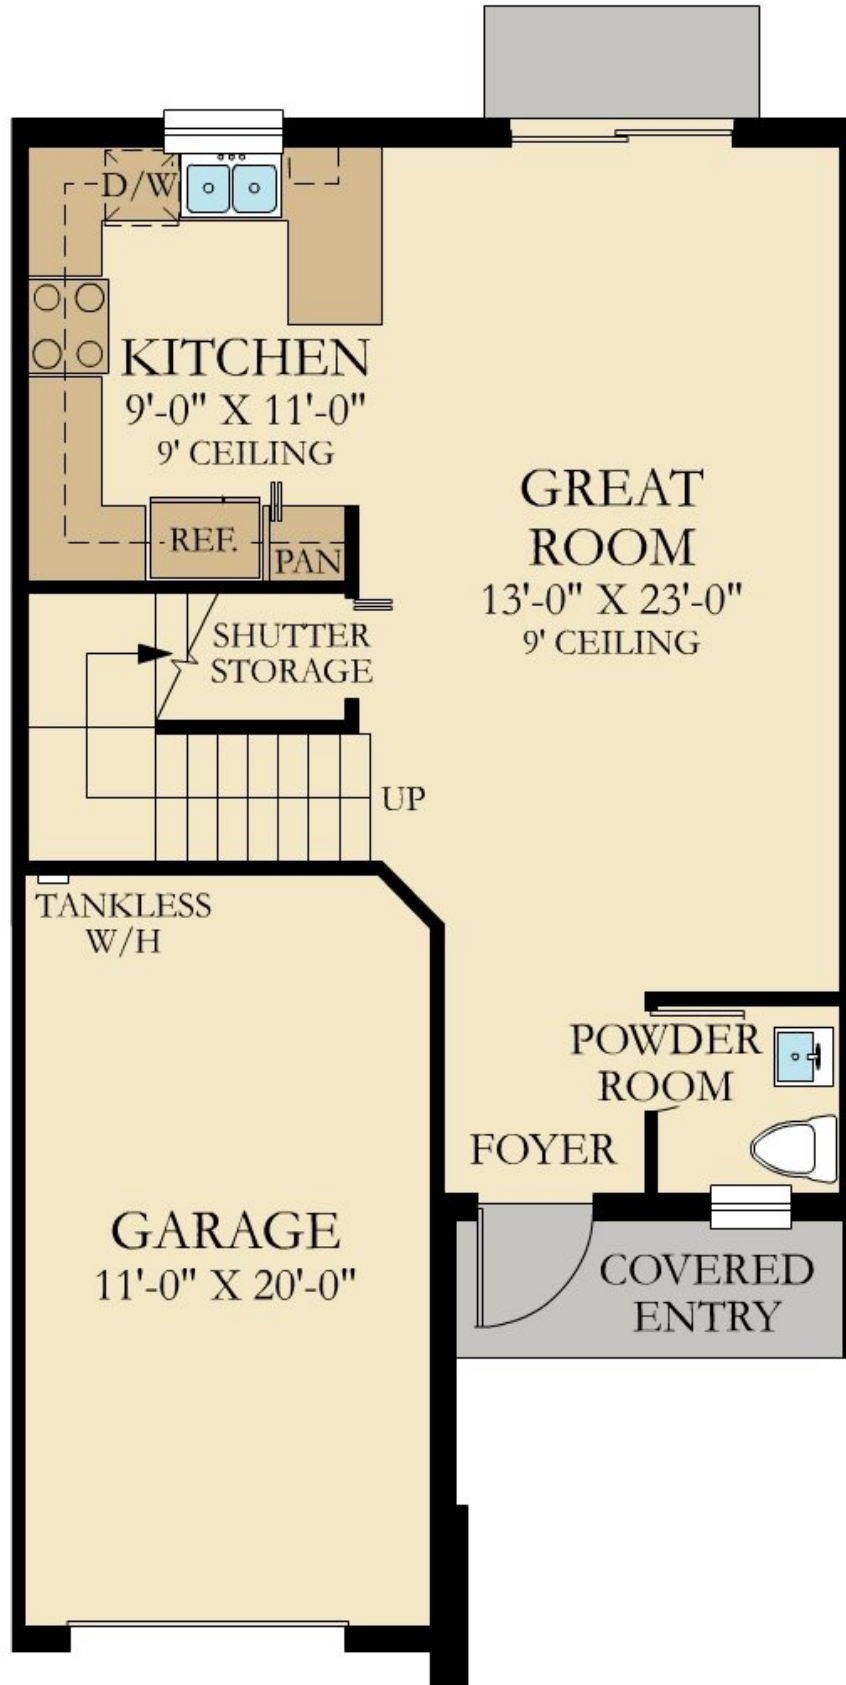 D/W
KITCHEN
9'-0" X 11'-0"
9' CEILING
REF.
PAN
GREAT
ROOM
13'-0" X 23'-0"
9' CEILING
SHUTTER
STORAGE
UP
TANKLESS
W/H
POWDER
ROOM
FOYER
GARAGE
11'-0" X 20'-0"
COVERED
ENTRY